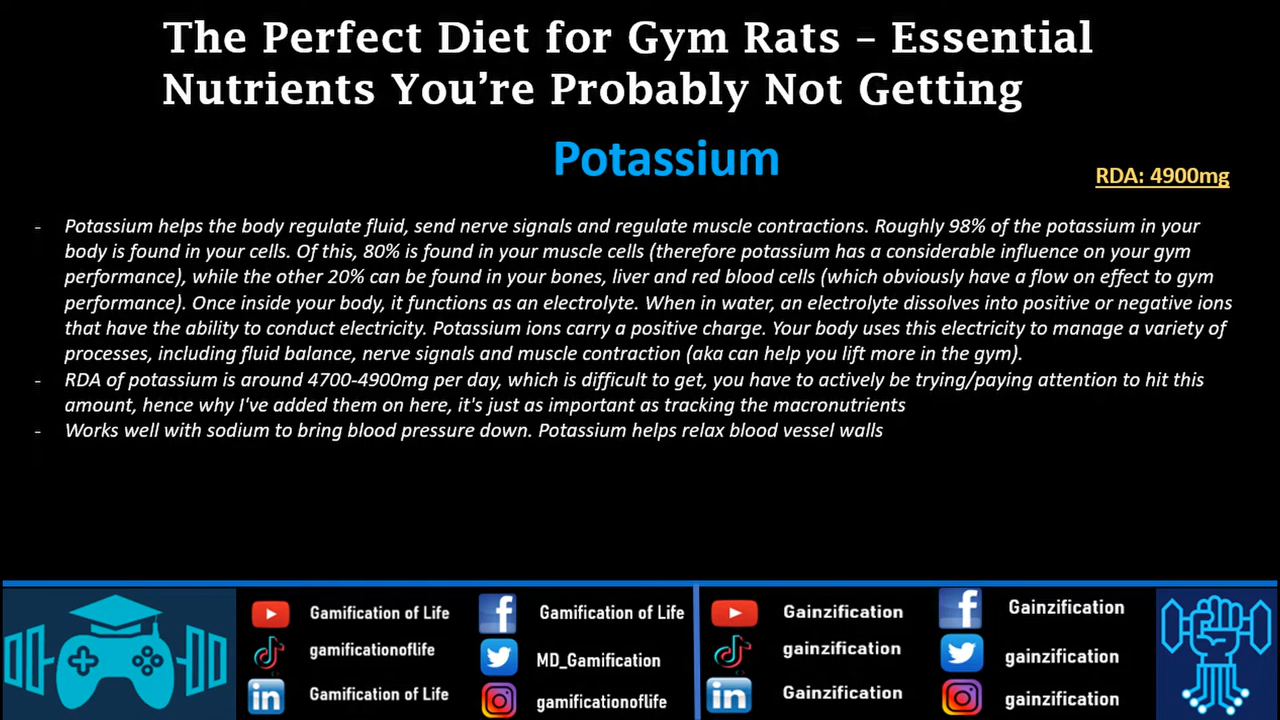 The Perfect Diet for Gym Rats – Essential
Nutrients You're Probably Not Getting
Potassium
RDA: 4900mg
- Potassium helps the body regulate fluid, send nerve signals and regulate muscle contractions. Roughly 98% of the potassium in your
body is found in your cells. Of this, 80% is found in your muscle cells (therefore potassium has a considerable influence on your gym
performance), while the other 20% can be found in your bones, liver and red blood cells (which obviously have a flow on effect to gym
performance). Once inside your body, it functions as an electrolyte. When in water, an electrolyte dissolves into positive or negative ions
that have the ability to conduct electricity. Potassium ions carry a positive charge. Your body uses this electricity to manage a variety of
processes, including fluid balance, nerve signals and muscle contraction (aka can help you lift more in the gym).
- RDA of potassium is around 4700-4900mg per day, which is difficult to get, you have to actively be trying/paying attention to hit this
amount, hence why I've added them on here, it's just as important as tracking the macronutrients
- Works well with sodium to bring blood pressure down. Potassium helps relax blood vessel walls
Gamification of Life
gamificationoflife
Gamification of Life
Gamification of Life
MD_Gamification
gamificationoflife
Gainzification
gainzification
Gainzification
Gainzification
gainzification
gainzification